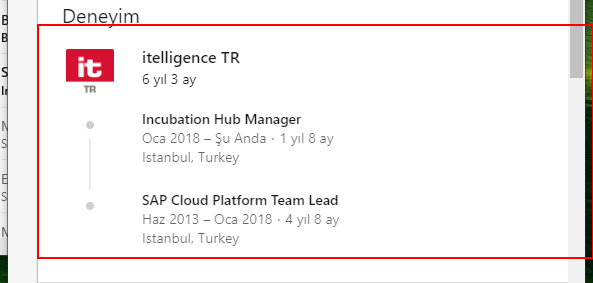 Deneyim
it
TR
itelligence TR
6 yıl 3 ay
Incubation Hub Manager
Oca 2018 – Şu Anda · 1 yıl 8 ay
Istanbul, Turkey
SAP Cloud Platform Team Lead
Haz 2013 – Oca 2018 · 4 yıl 8 ay
Istanbul, Turkey